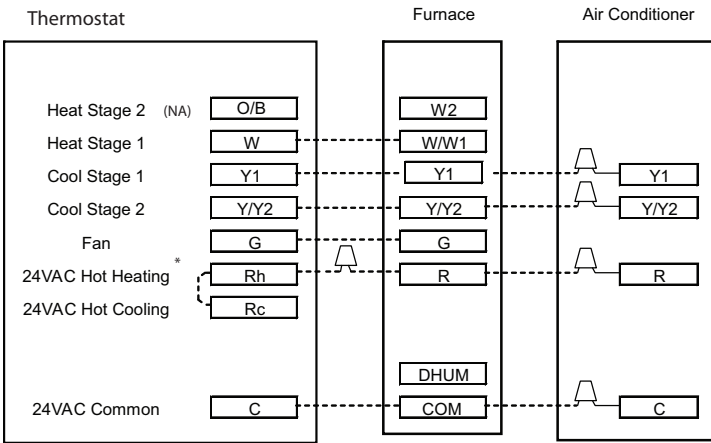 Thermostat Furnace Air Conditioner
Heat Stage 2 (NA) O/B W2
Heat Stage 1 W W/W1
Cool Stage 1 Y1 Y1 Y1
Cool Stage 2 Y/Y2 Y/Y2 Y/Y2
Fan G G
24VAC Hot Heating * Rh R R
24VAC Hot Cooling Rc
DHUM
24VAC Common C COM C